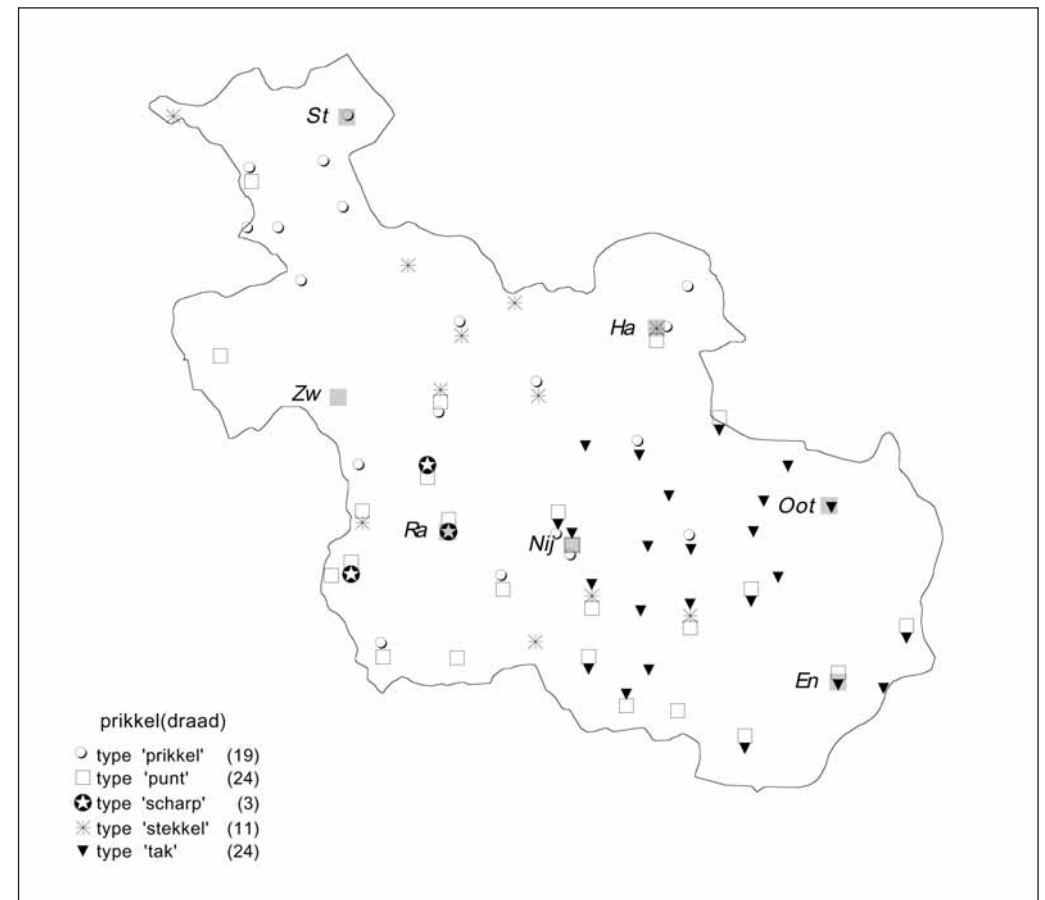 St
Ha
Zw
Oot
Ra
Nij
En
prikkel(draad)
type 'prikkel' (19)
type 'punt' (24)
type 'scharp' (3)
type 'stekkel' (11)
type 'tak' (24)